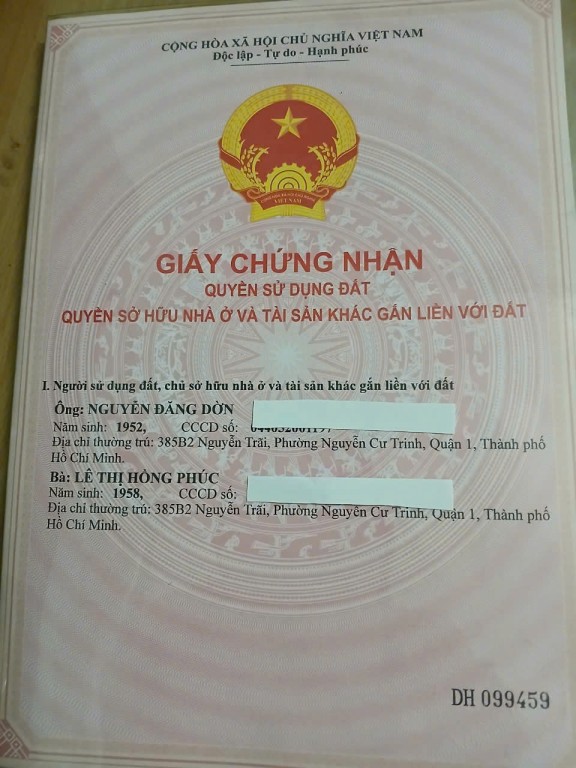 CỘNG HÒA XÃ HỘI CHỦ NGHĨA VIỆT NAM
Độc lập - Tự do - Hạnh phúc
VIỆT NAM
GIẤY CHỨNG NHẬN
QUYỀN SỬ DỤNG ĐẤT
QUYỀN SỞ HỮU NHÀ Ở VÀ TÀI SẢN KHÁC GẮN LIỀN VỚI ĐẤT
I. Người sử dụng đất, chủ sở hữu nhà ở và tài sản khác gắn liền với đất
Ông: NGUYỄN ĐĂNG DỜN
Năm sinh: 1952, CCCD số:
Địa chỉ thường trú: 385B2 Nguyễn Trãi, Phường Nguyễn Cư Trinh, Quận 1, Thành phố
Hồ Chí Minh.
Bà: LÊ THỊ HỒNG PHÚC
Năm sinh: 1958, CCCD số:
Địa chỉ thường trú: 385B2 Nguyễn Trãi, Phường Nguyễn Cư Trinh, Quận 1, Thành phố
Hồ Chí Minh.
DH 099459